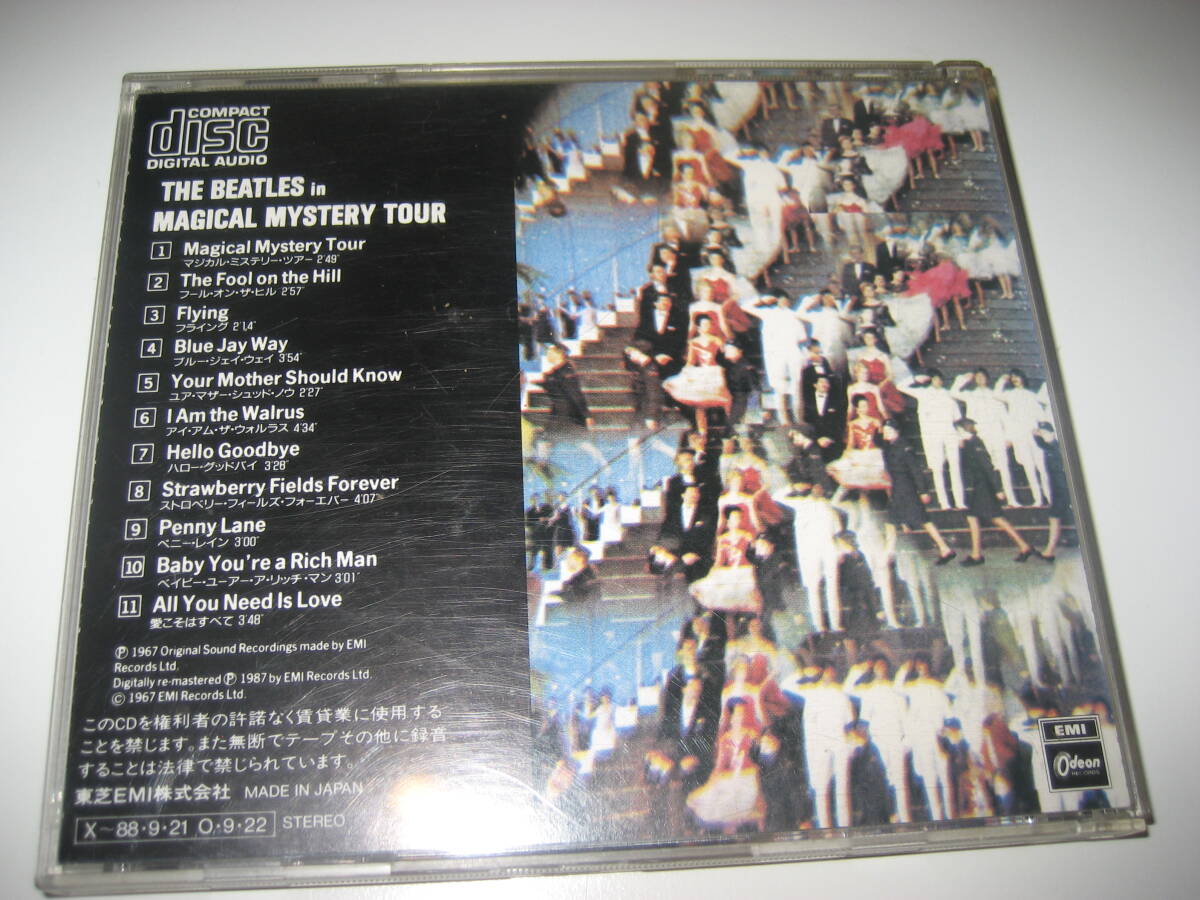 COMPACT
disc
DIGITAL AUDIO
THE BEATLES in
MAGICAL MYSTERY TOUR
1 Magical Mystery Tour
マジカル・ミステリー・ツアー 2'49"
2 The Fool on the Hill
フール・オン・ザ・ヒル 2'57"
3 Flying
フライング 2'14"
4 Blue Jay Way
ブルー・ジェイ・ウェイ 3'54"
5 Your Mother Should Know
ユア・マザー・シュッド・ノウ 2'27"
6 I Am the Walrus
アイ・アム・ザ・ウォルラス 4'34"
7 Hello Goodbye
ハロー・グッドバイ 3'28"
8 Strawberry Fields Forever
ストロベリー・フィールズ・フォーエバー 4'07"
9 Penny Lane
ペニー・レイン 3'00"
10 Baby You're a Rich Man
ベイビー・ユーアー・ア・リッチ・マン 3'01"
11 All You Need Is Love
愛こそはすべて 3'48"
Ⓟ 1967 Original Sound Recordings made by EMI
Records Ltd.
Digitally re-mastered Ⓟ 1987 by EMI Records Ltd.
© 1967 EMI Records Ltd.
このCDを権利者の許諾なく賃貸業に使用する
ことを禁じます。また無断でテープその他に録音
することは法律で禁じられています。
東芝EMI株式会社 MADE IN JAPAN
X〜88・9・21 O・9・22 STEREO
EMI
Odeon
RECORDS